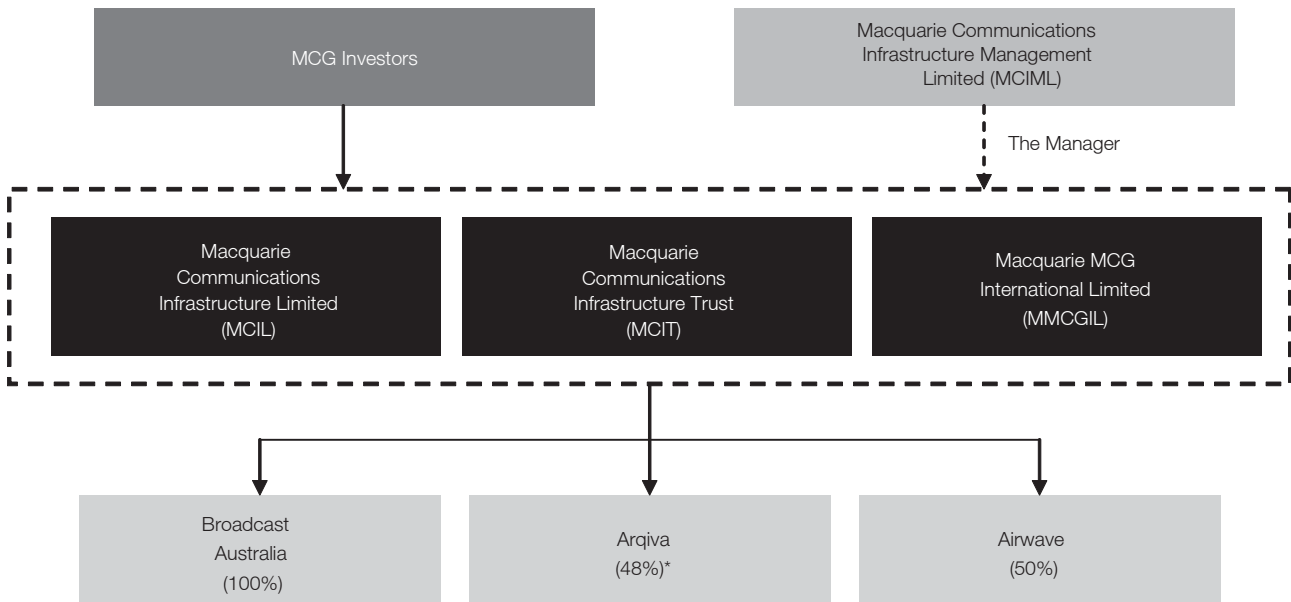 MCG Investors
Macquarie Communications
Infrastructure Management
Limited (MCIML)
The Manager
Macquarie
Communications
Infrastructure Limited
(MCIL)
Macquarie
Communications
Infrastructure Trust
(MCIT)
Macquarie MCG
International Limited
(MMCGIL)
Broadcast
Australia
(100%)
Arqiva
(48%)*
Airwave
(50%)